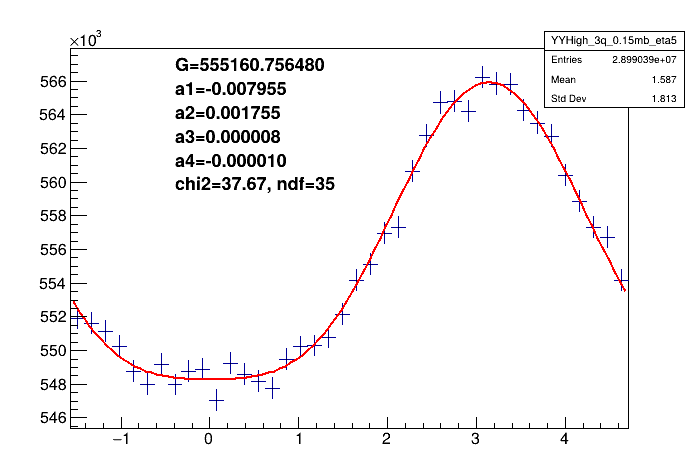 ×10³
YYHigh_3q_0.15mb_eta5
Entries 2.899039e+07
Mean 1.587
Std Dev 1.813
G=555160.756480
a1=-0.007955
a2=0.001755
a3=0.000008
a4=-0.000010
chi2=37.67, ndf=35
566
564
562
560
558
556
554
552
550
548
546
−1 0 1 2 3 4